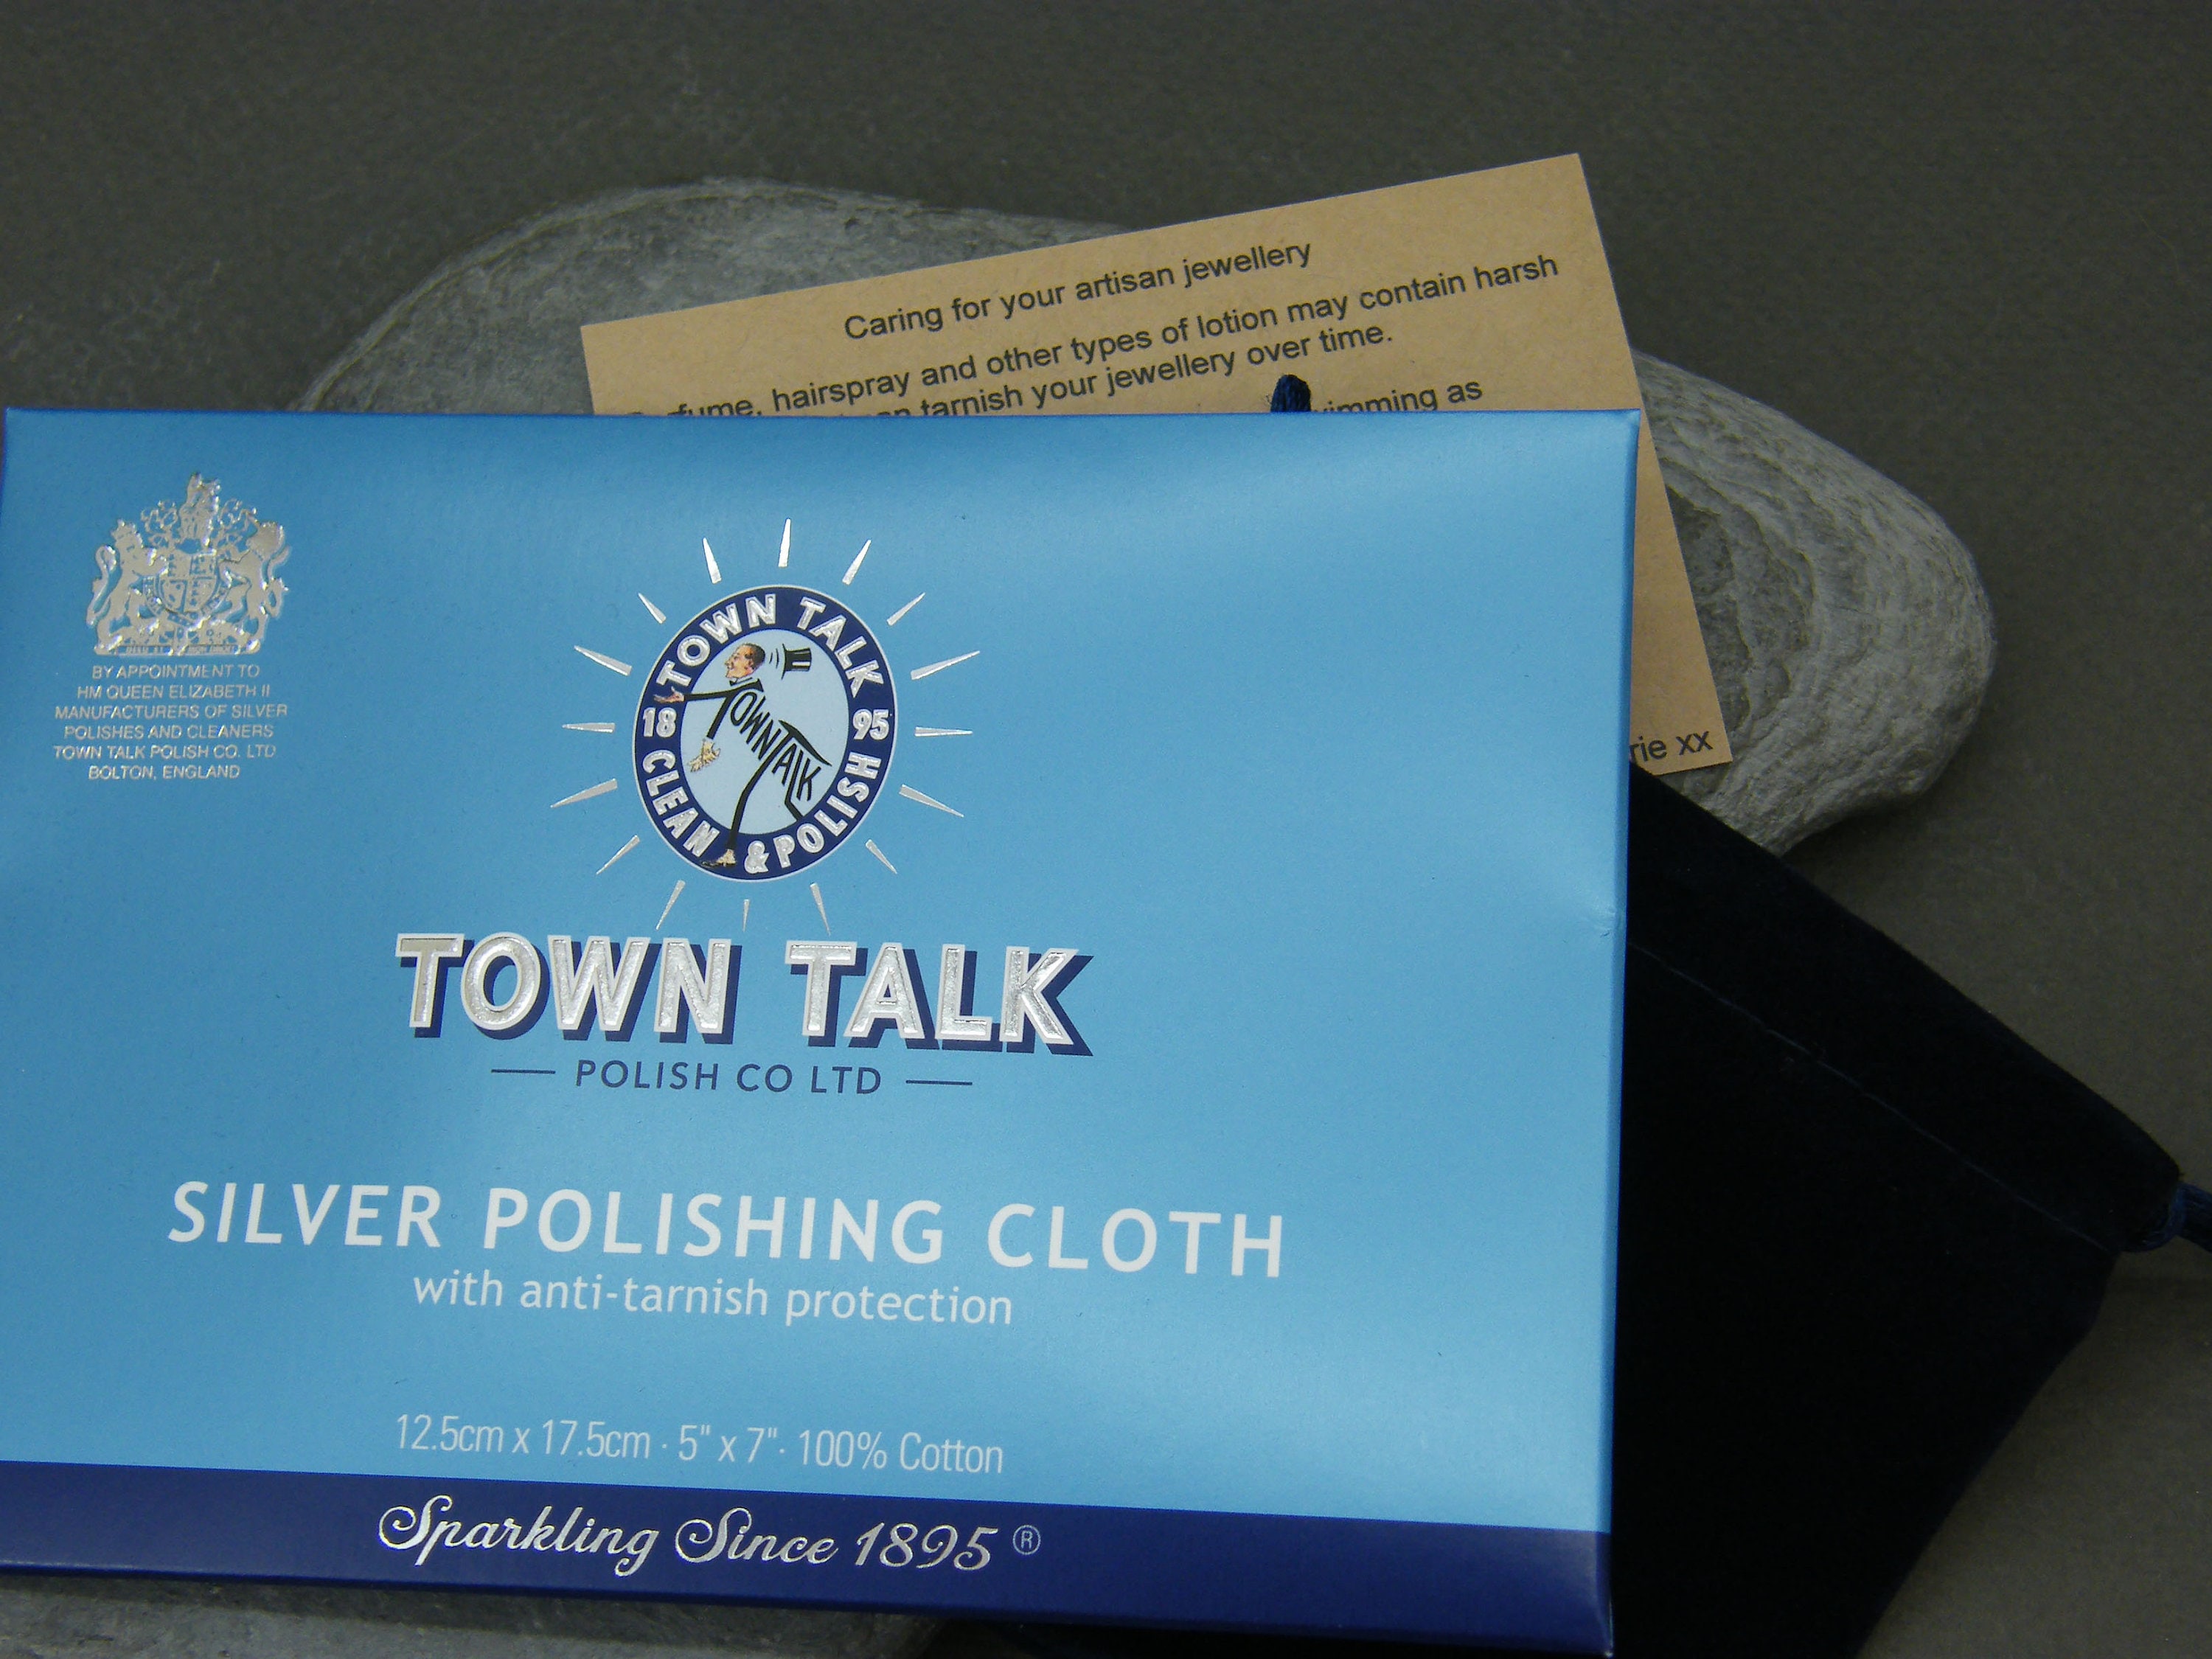 Caring for your artisan jewellery
hairspray and other types of lotion may contain harsh
tarnish your jewellery over time.
as
xx
BY APPOINTMENT TO
HM QUEEN ELIZABETH II
MANUFACTURERS OF SILVER
POLISHES AND CLEANERS
TOWN TALK POLISH CO. LTD
BOLTON, ENGLAND
TOWN TALK
18 95
TOWN TALK
CLEAN & POLISH
TOWN TALK
POLISH CO LTD
SILVER POLISHING CLOTH
with anti-tarnish protection
12.5cm x 17.5cm · 5" x 7" · 100% Cotton
Sparkling Since 1895 ®